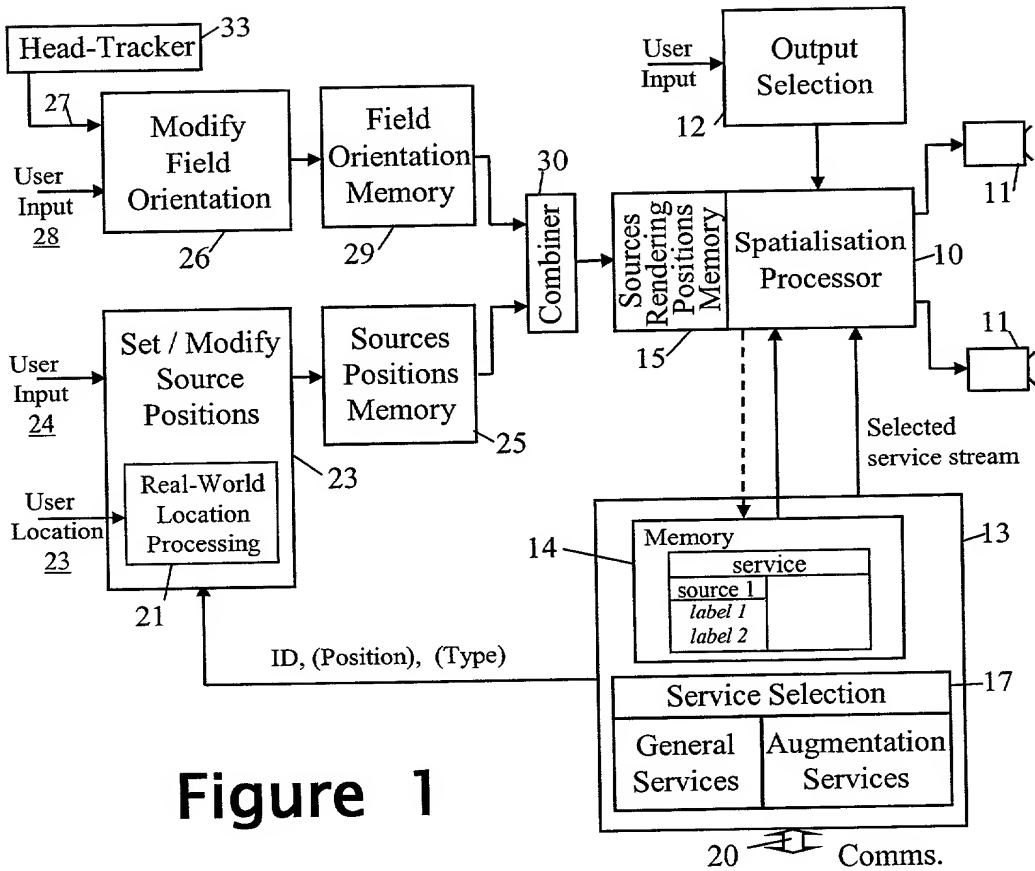 Head-Tracker
33
27
Modify
Field
Orientation
User
Input
28
26
Field
Orientation
Memory
29
30
Combiner
User
Input
12
Output
Selection
Sources
Rendering
Positions
Memory
15
Spatialisation
Processor
10
11
11
User
Input
24
Set / Modify
Source
Positions
23
Sources
Positions
Memory
25
User
Location
23
Real-World
Location
Processing
21
Selected
service stream
14
Memory
service
source 1
label 1
label 2
13
ID, (Position), (Type)
17
Service Selection
General
Services
Augmentation
Services
20
Comms.
Figure 1